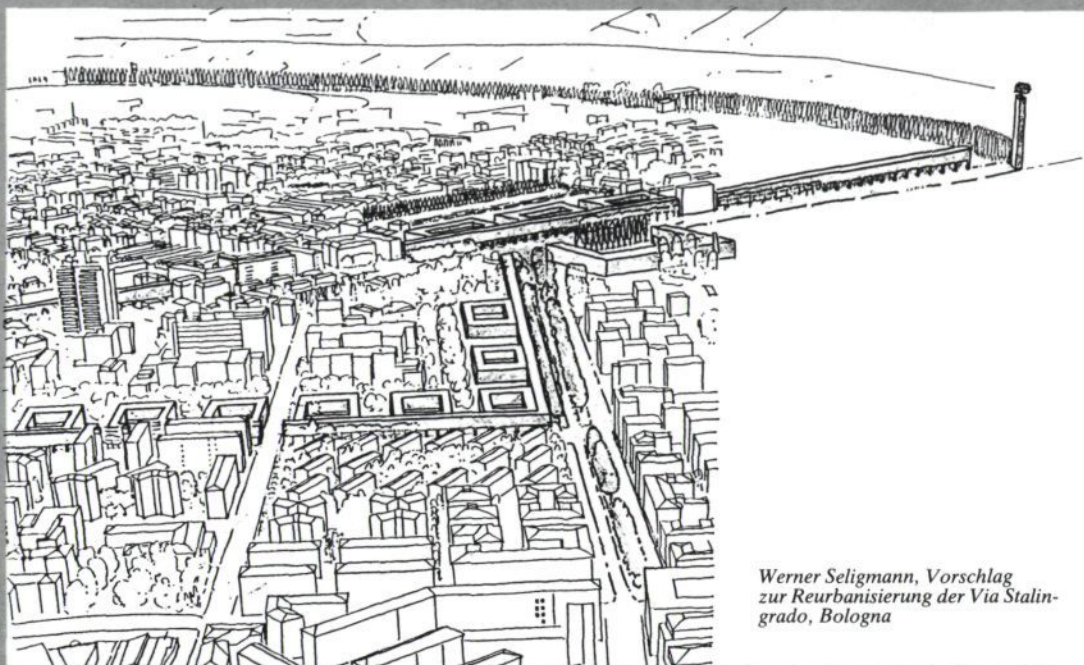 Werner Seligmann, Vorschlag
zur Reurbanisierung der Via Stalin-
grado, Bologna